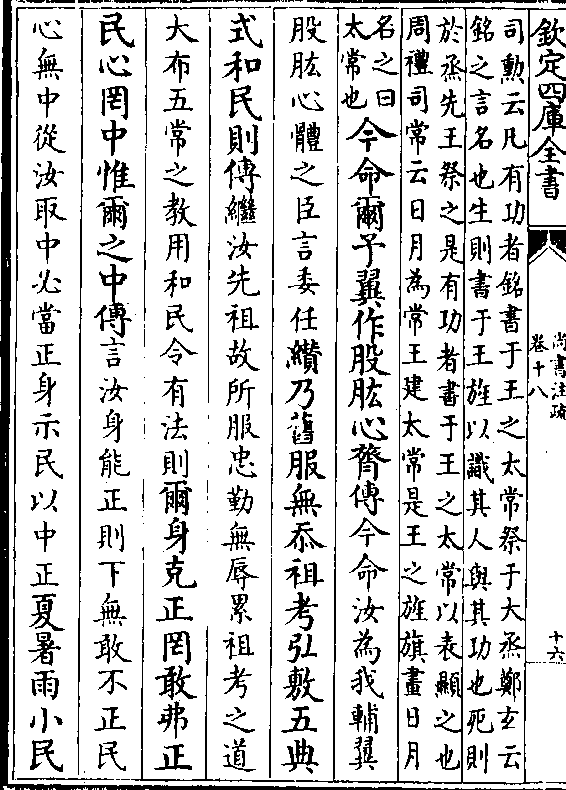 欽定四庫全書
尚書注疏
卷十八
十六
司勲云凡有功者銘書于王之太常祭于大烝鄭玄云
銘之言名也生則書于王旌以識其人與其功也死則
於烝先王祭之是有功者書于王之太常以表顯之也
周禮司常云日月為常王建太常是王之旌旗畫日月
名之曰
太常也
今命爾予翼作股肱心膂傳今命汝為我輔翼
股肱心體之臣言委任纉乃舊服無忝祖考弘敷五典
式和民則傳繼汝先祖故所服忠勤無辱累祖考之道
大布五常之教用和民令有法則爾身克正罔敢弗正
民心罔中惟爾之中傳言汝身能正則下無敢不正民
心無中從汝取中必當正身示民以中正夏暑雨小民